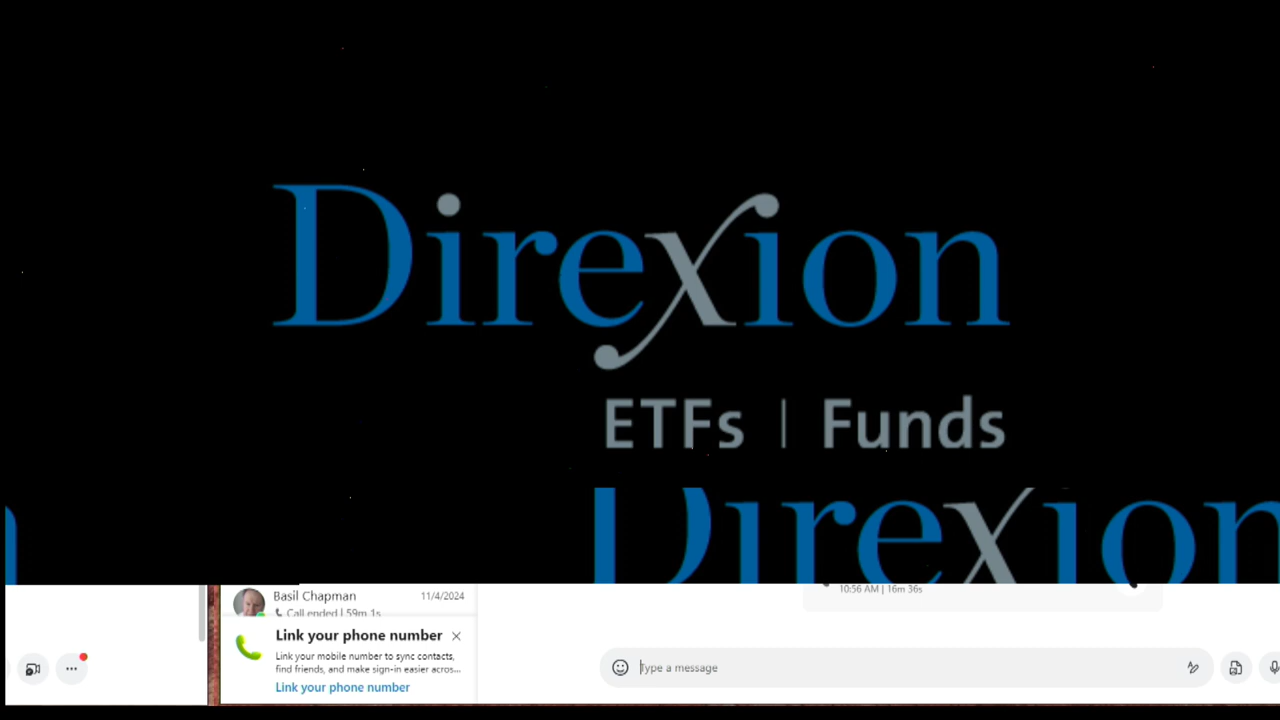 Direxion
ETFs | Funds
Direxion
10:56 AM | 16m 36s
Basil Chapman 11/4/2024
Call ended | 59m 1s
Link your phone number
Link your mobile number to sync contacts,
find friends, and make sign-in easier acros...
Link your phone number
Type a message